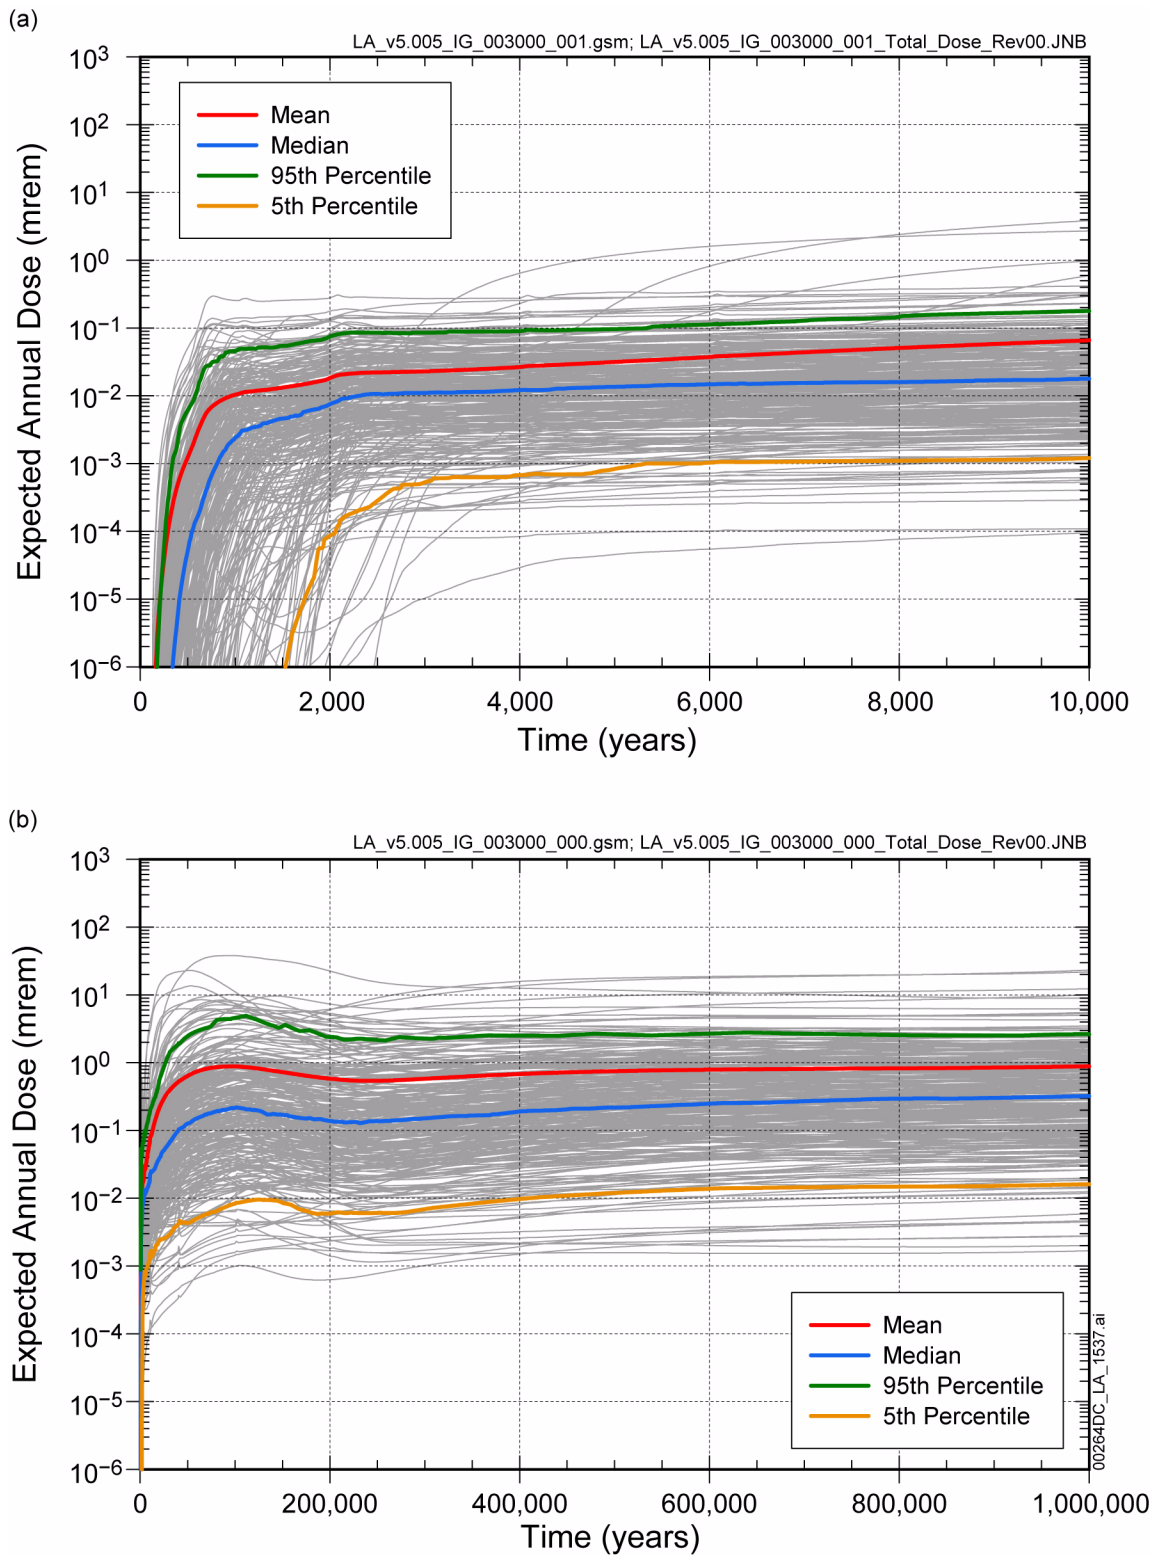 (a)
LA_v5.005_IG_003000_001.gsm; LA_v5.005_IG_003000_001_Total_Dose_Rev00.JNB
Expected Annual Dose (mrem)
10³
10²
10¹
10⁰
10⁻¹
10⁻²
10⁻³
10⁻⁴
10⁻⁵
10⁻⁶
Mean
Median
95th Percentile
5th Percentile
0 2,000 4,000 6,000 8,000 10,000
Time (years)
(b)
LA_v5.005_IG_003000_000.gsm; LA_v5.005_IG_003000_000_Total_Dose_Rev00.JNB
Expected Annual Dose (mrem)
10³
10²
10¹
10⁰
10⁻¹
10⁻²
10⁻³
10⁻⁴
10⁻⁵
10⁻⁶
Mean
Median
95th Percentile
5th Percentile
00264DC_LA_1537.ai
0 200,000 400,000 600,000 800,000 1,000,000
Time (years)